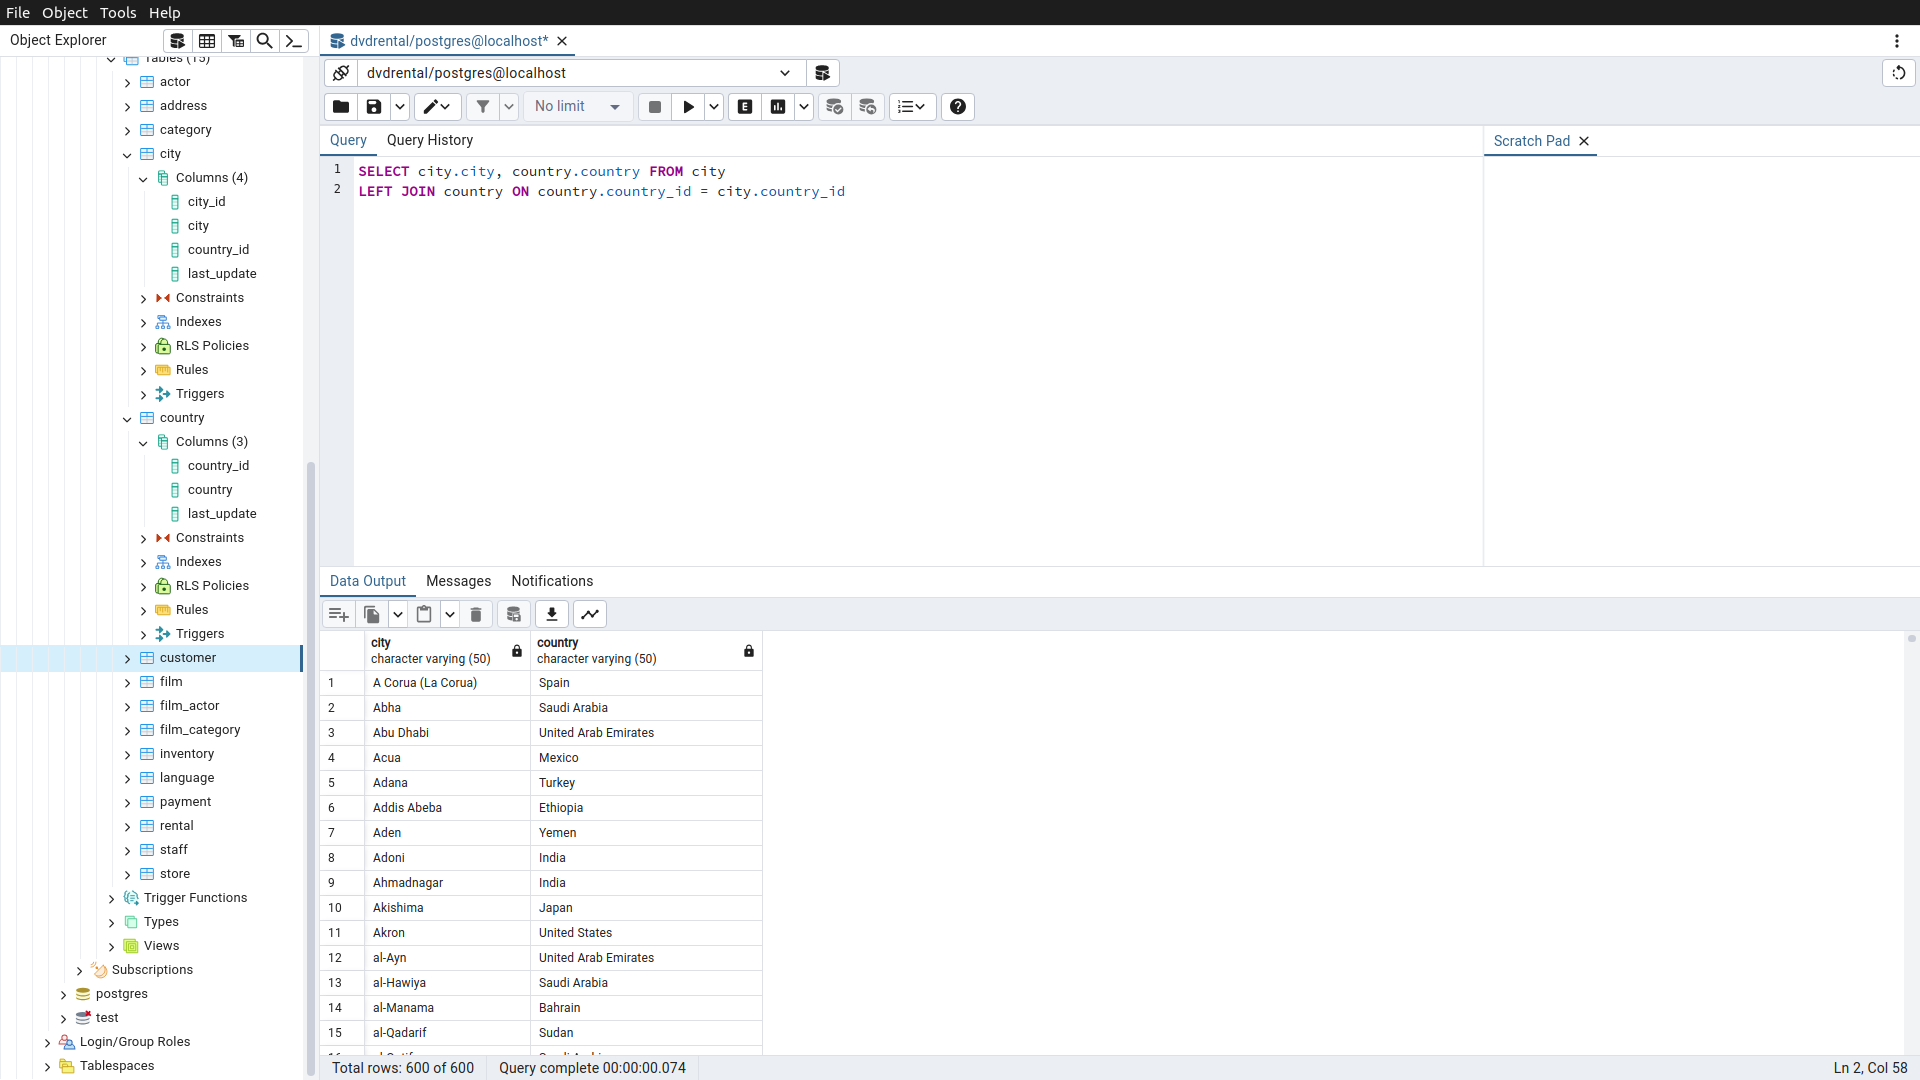 File Object Tools Help
Object Explorer
Tables (15)
actor
address
category
city
Columns (4)
city_id
city
country_id
last_update
Constraints
Indexes
RLS Policies
Rules
Triggers
country
Columns (3)
country_id
country
last_update
Constraints
Indexes
RLS Policies
Rules
Triggers
customer
film
film_actor
film_category
inventory
language
payment
rental
staff
store
Trigger Functions
Types
Views
Subscriptions
postgres
test
Login/Group Roles
Tablespaces
dvdrental/postgres@localhost*
dvdrental/postgres@localhost
No limit
E
Query Query History
Scratch Pad
1 SELECT city.city, country.country FROM city
2 LEFT JOIN country ON country.country_id = city.country_id
Data Output Messages Notifications
city country
character varying (50) character varying (50)
1 A Corua (La Corua) Spain
2 Abha Saudi Arabia
3 Abu Dhabi United Arab Emirates
4 Acua Mexico
5 Adana Turkey
6 Addis Abeba Ethiopia
7 Aden Yemen
8 Adoni India
9 Ahmadnagar India
10 Akishima Japan
11 Akron United States
12 al-Ayn United Arab Emirates
13 al-Hawiya Saudi Arabia
14 al-Manama Bahrain
15 al-Qadarif Sudan
Total rows: 600 of 600 Query complete 00:00:00.074 Ln 2, Col 58